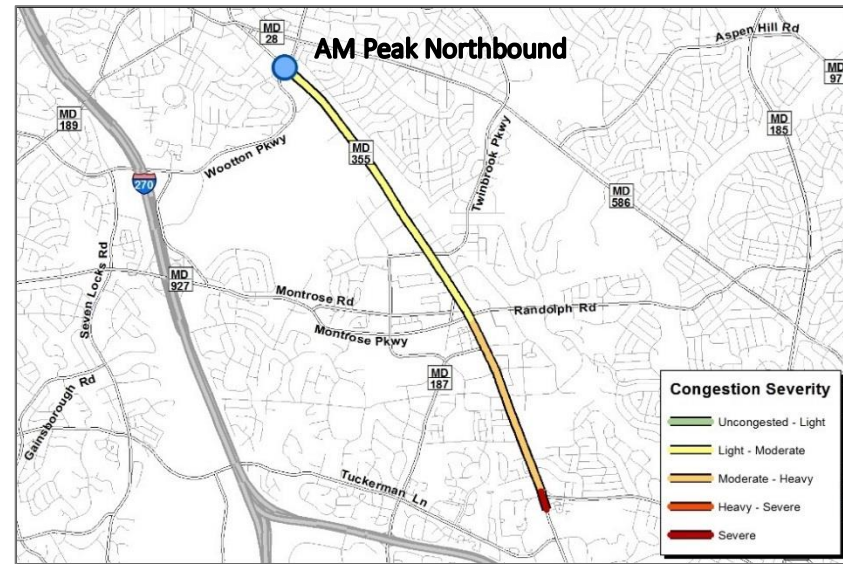 MD
28
AM Peak Northbound
Aspen Hill Rd
MD
97
MD
189
MD
185
Wootton Pkwy
MD
355
Twinbrook Pkwy
270
MD
586
Seven Locks Rd
MD
927
Montrose Rd
Randolph Rd
Montrose Pkwy
MD
187
Gainsborough Rd
Tuckerman Ln
Congestion Severity
Uncongested - Light
Light - Moderate
Moderate - Heavy
Heavy - Severe
Severe